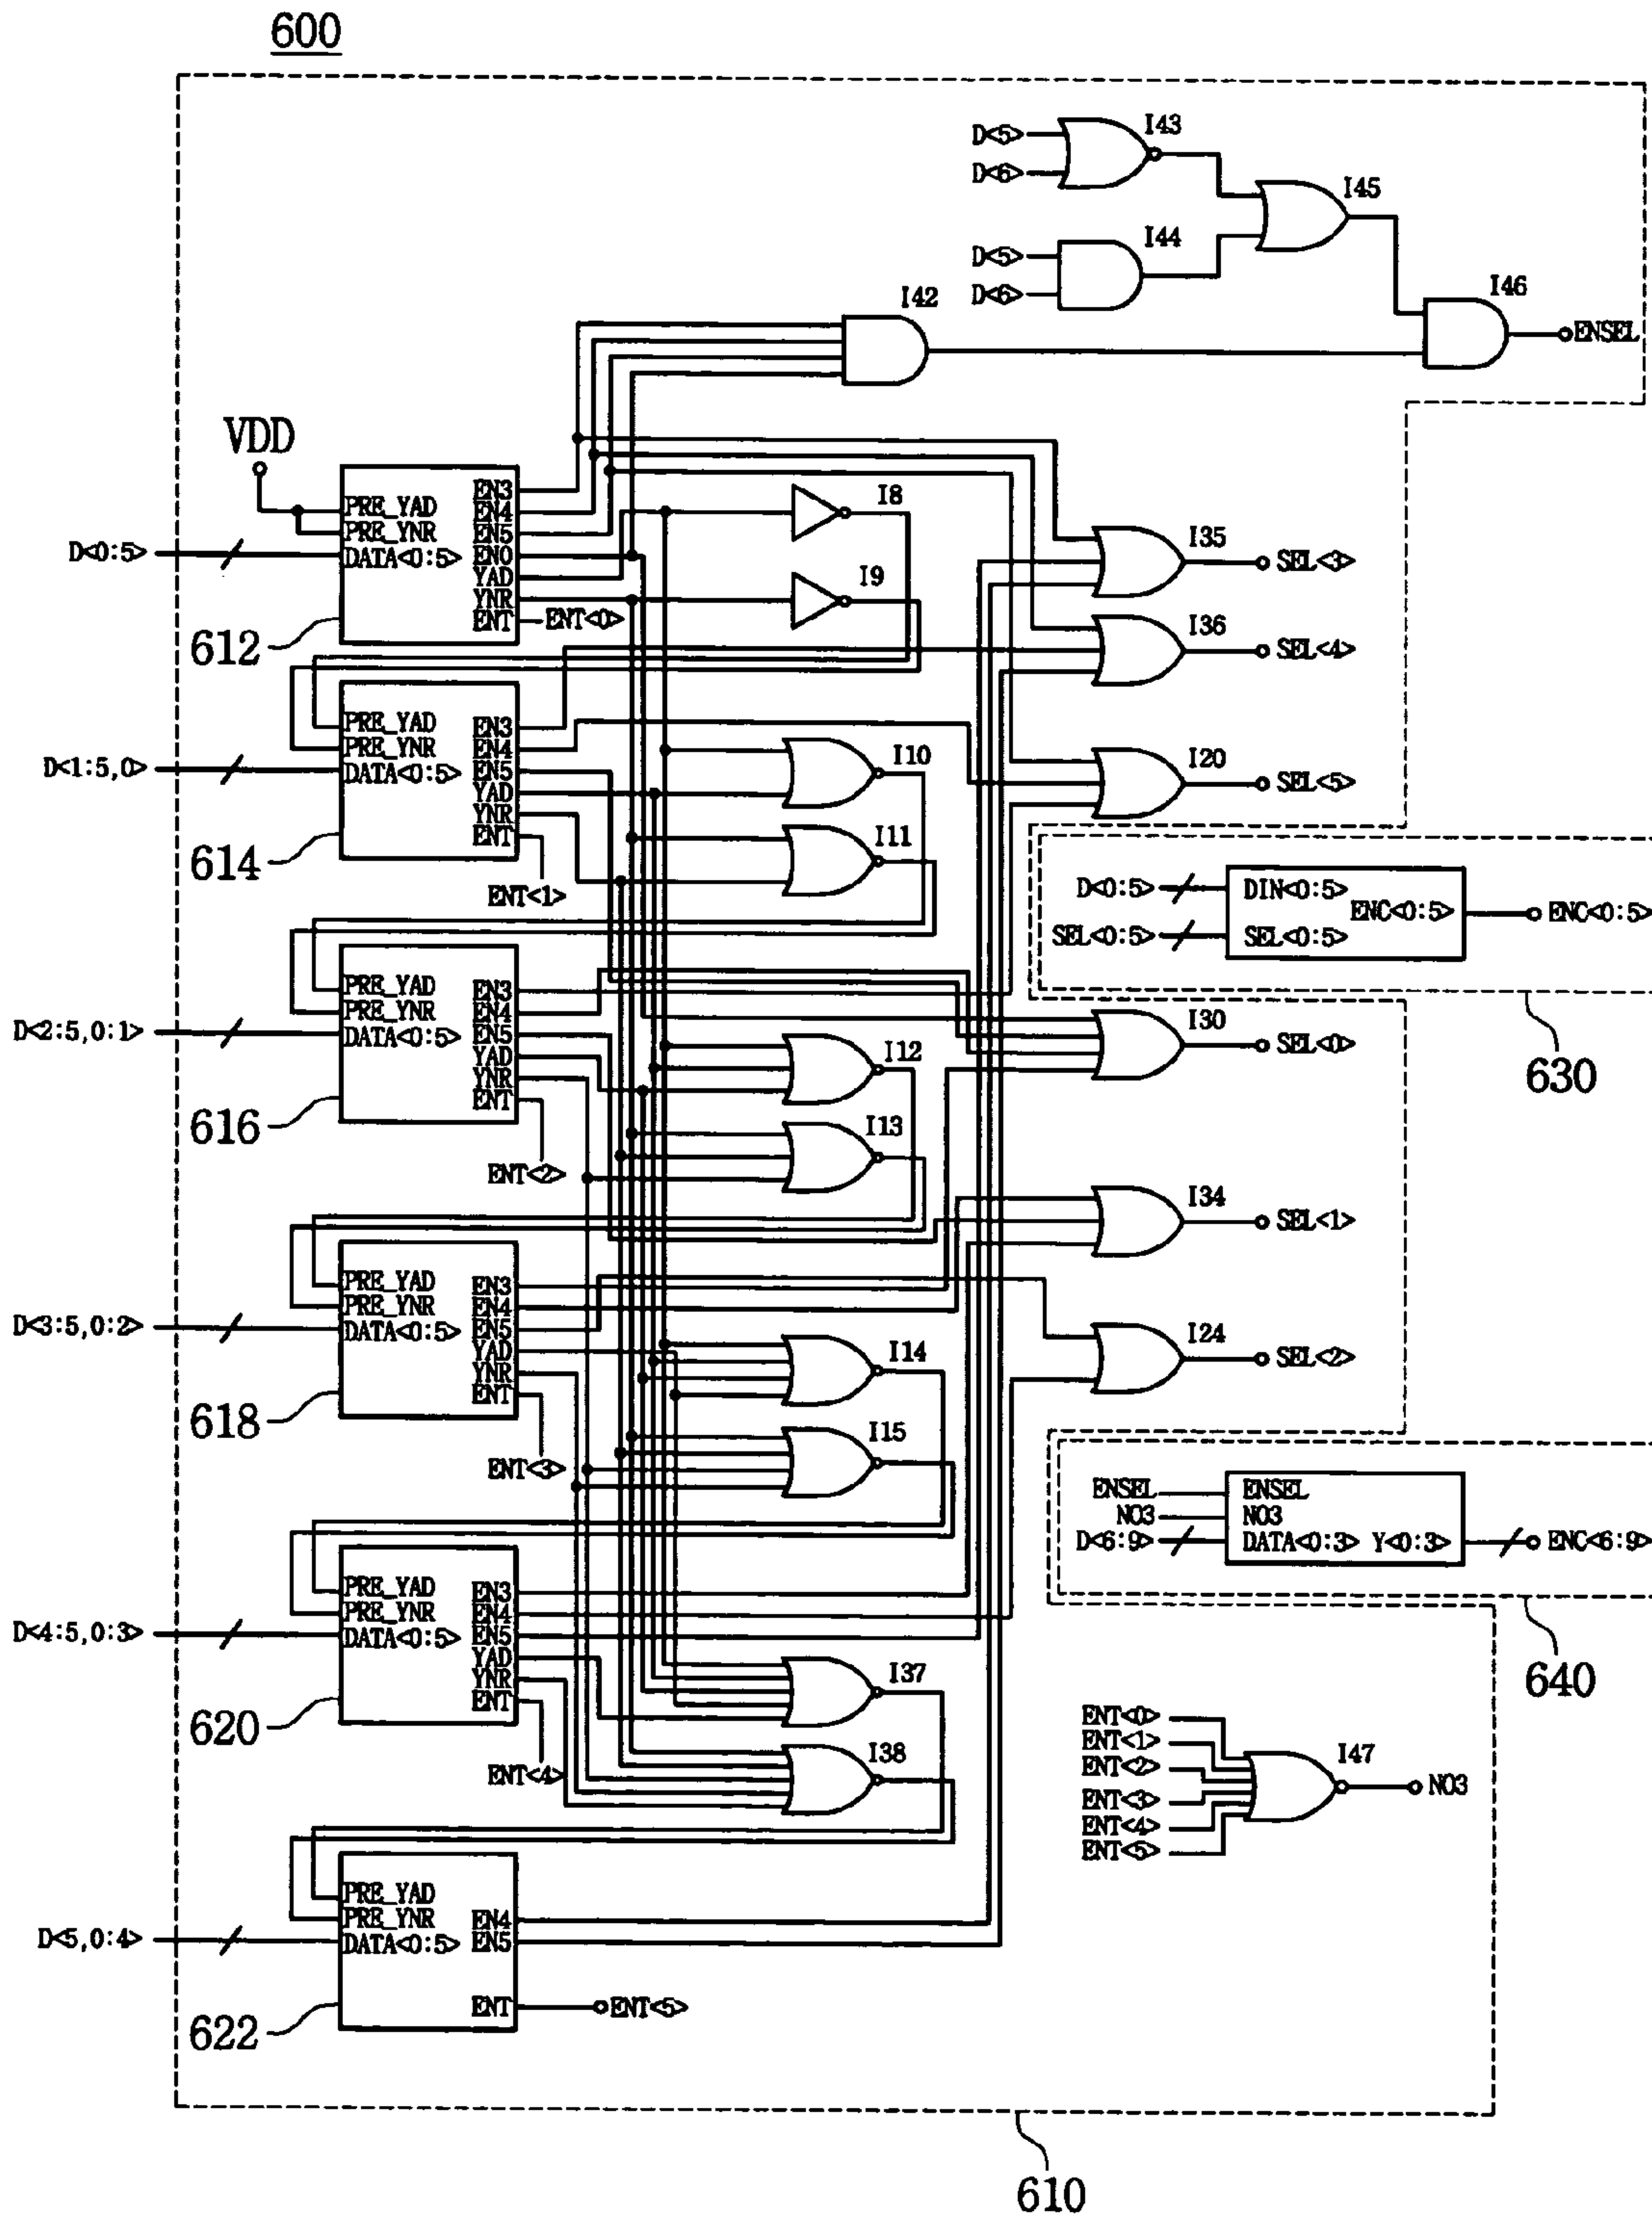 600
D<5>
D<6>
I43
I45
D<5>
D<6>
I44
I42
I46
ENSEL
VDD
PRE_YAD
PRE_YNR
DATA<0:5>
EN3
EN4
EN5
EN0
YAD
YNR
ENT
D<0:5>
ENT<0>
612
I8
I9
I35
SEL<3>
I36
SEL<4>
PRE_YAD
PRE_YNR
DATA<0:5>
EN3
EN4
EN5
YAD
YNR
ENT
D<1:5,0>
614
ENT<1>
I10
I11
I20
SEL<5>
D<0:5>
SEL<0:5>
DIN<0:5>
SEL<0:5>
ENC<0:5>
ENC<0:5>
630
PRE_YAD
PRE_YNR
DATA<0:5>
EN3
EN4
EN5
YAD
YNR
ENT
D<2:5,0:1>
616
ENT<2>
I12
I13
I30
SEL<0>
I34
SEL<1>
PRE_YAD
PRE_YNR
DATA<0:5>
EN3
EN4
EN5
YAD
YNR
ENT
D<3:5,0:2>
618
ENT<3>
I14
I15
I24
SEL<2>
ENSEL
NO3
D<6:9>
ENSEL
NO3
DATA<0:3> Y<0:3>
ENC<6:9>
640
PRE_YAD
PRE_YNR
DATA<0:5>
EN3
EN4
EN5
YAD
YNR
ENT
D<4:5,0:3>
620
ENT<4>
I37
I38
ENT<0>
ENT<1>
ENT<2>
ENT<3>
ENT<4>
ENT<5>
I47
NO3
PRE_YAD
PRE_YNR
DATA<0:5>
EN4
EN5
ENT
D<5,0:4>
622
ENT<5>
610